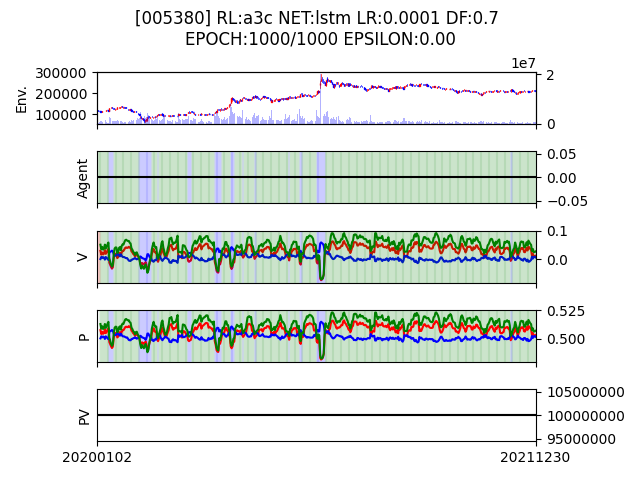 [005380] RL:a3c NET:lstm LR:0.0001 DF:0.7
EPOCH:1000/1000 EPSILON:0.00
1e7
Env.
300000
200000
100000
2
0
Agent
0.05
0.00
−0.05
V
0.1
0.0
P
0.525
0.500
PV
105000000
100000000
95000000
20200102
20211230